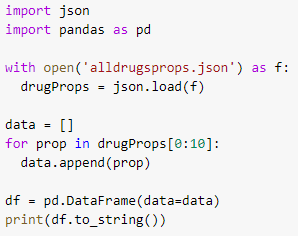 import json
import pandas as pd

with open('alldrugsprops.json') as f:
  drugProps = json.load(f)

data = []
for prop in drugProps[0:10]:
  data.append(prop)

df = pd.DataFrame(data=data)
print(df.to_string())